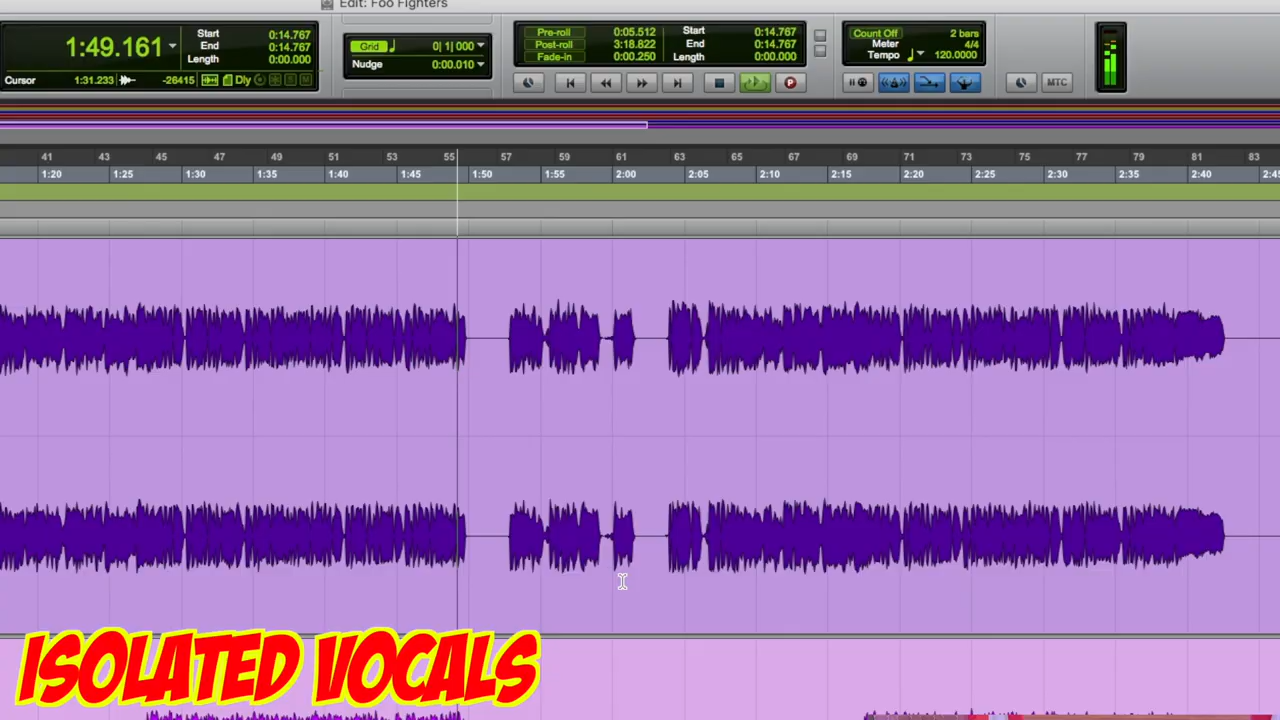 Edit: Foo Fighters
1:49.161
Start 0:14.767
End 0:14.767
Length 0:00.000
Cursor 1:31.233 -26415 Dly
Grid 0| 1| 000
Nudge 0:00.010
Pre-roll 0:05.512
Post-roll 3:18.822
Fade-in 0:00.250
Start 0:14.767
End 0:14.767
Length 0:00.000
Count Off 2 bars
Meter 4/4
Tempo 120.0000
MTC
41 43 45 47 49 51 53 55 57 59 61 63 65 67 69 71 73 75 77 79 81 83
1:20 1:25 1:30 1:35 1:40 1:45 1:50 1:55 2:00 2:05 2:10 2:15 2:20 2:25 2:30 2:35 2:40 2:45
ISOLATED VOCALS